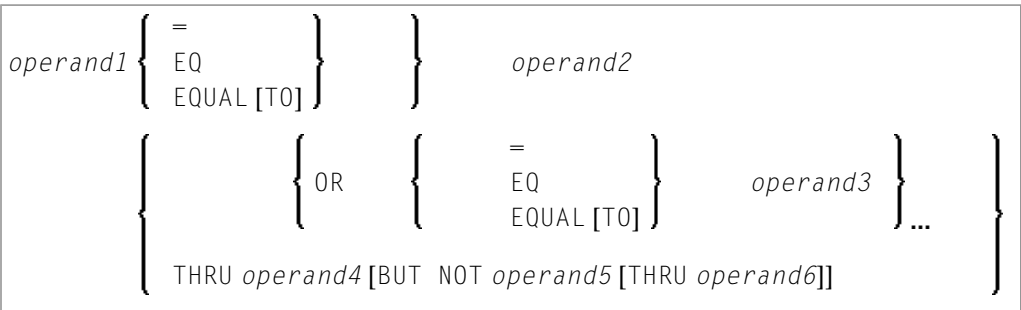 =
operand1 EQ operand2
EQUAL [TO]
=
OR EQ operand3
EQUAL [TO] ...
THRU operand4 [BUT NOT operand5 [THRU operand6]]